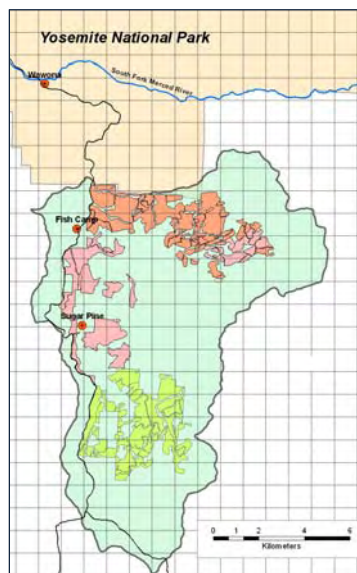 Yosemite National Park
South Fork Merced River
Wawona
Fish Camp
Sugar Pine
0 1 2 4 6
Kilometers